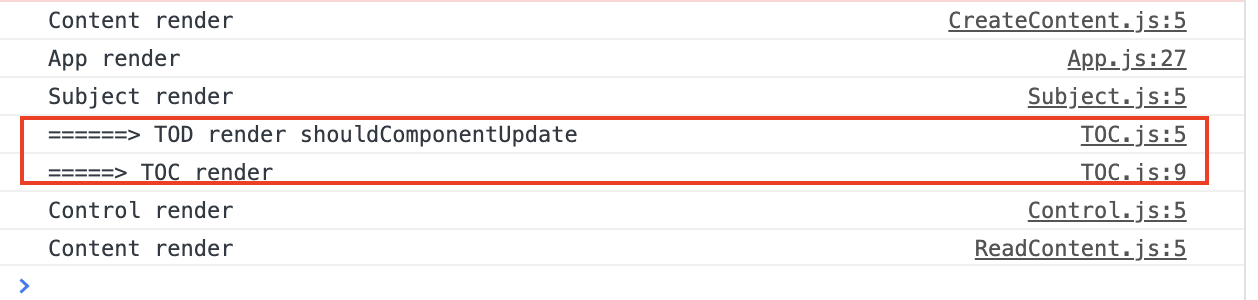 Content render CreateContent.js:5
App render App.js:27
Subject render Subject.js:5
======> TOD render shouldComponentUpdate TOC.js:5
=====> TOC render TOC.js:9
Control render Control.js:5
Content render ReadContent.js:5
>